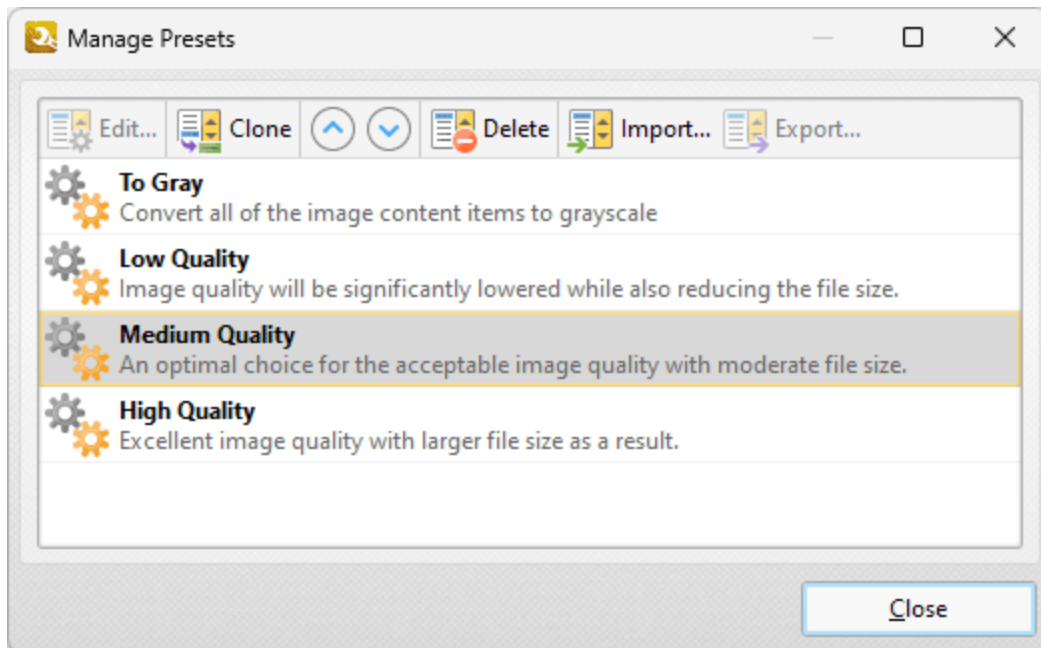 Manage Presets
Edit... Clone Delete Import... Export...
To Gray
Convert all of the image content items to grayscale
Low Quality
Image quality will be significantly lowered while also reducing the file size.
Medium Quality
An optimal choice for the acceptable image quality with moderate file size.
High Quality
Excellent image quality with larger file size as a result.
Close